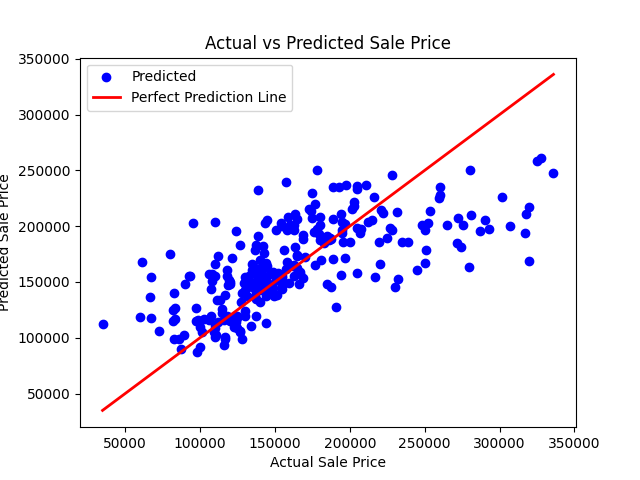 Actual vs Predicted Sale Price
350000
300000
250000
200000
150000
100000
50000
Predicted Sale Price
Predicted
Perfect Prediction Line
50000 100000 150000 200000 250000 300000 350000
Actual Sale Price